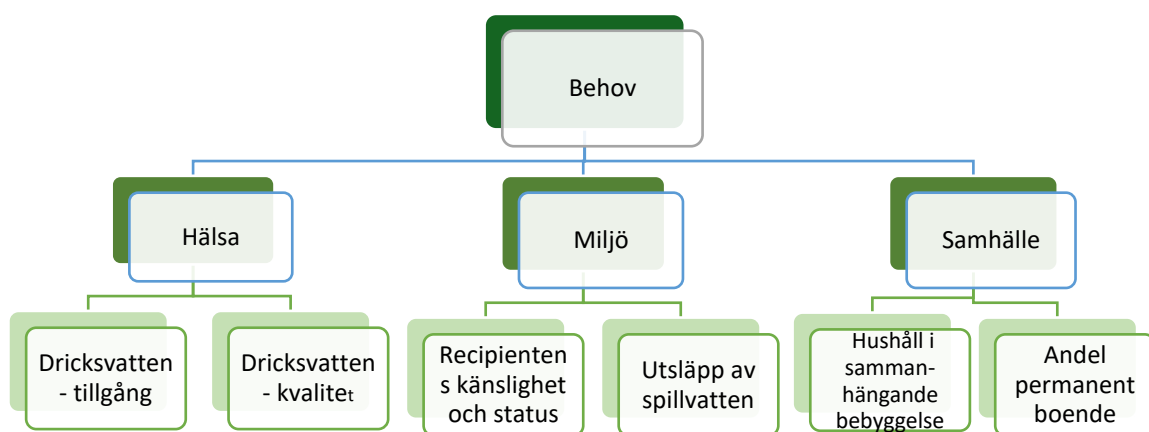 Behov
Hälsa
Miljö
Samhälle
Dricksvatten
- tillgång
Dricksvatten
- kvalitet
Recipienten
s känslighet
och status
Utsläpp av
spillvatten
Hushåll i
samman-
hängande
bebyggelse
Andel
permanent
boende